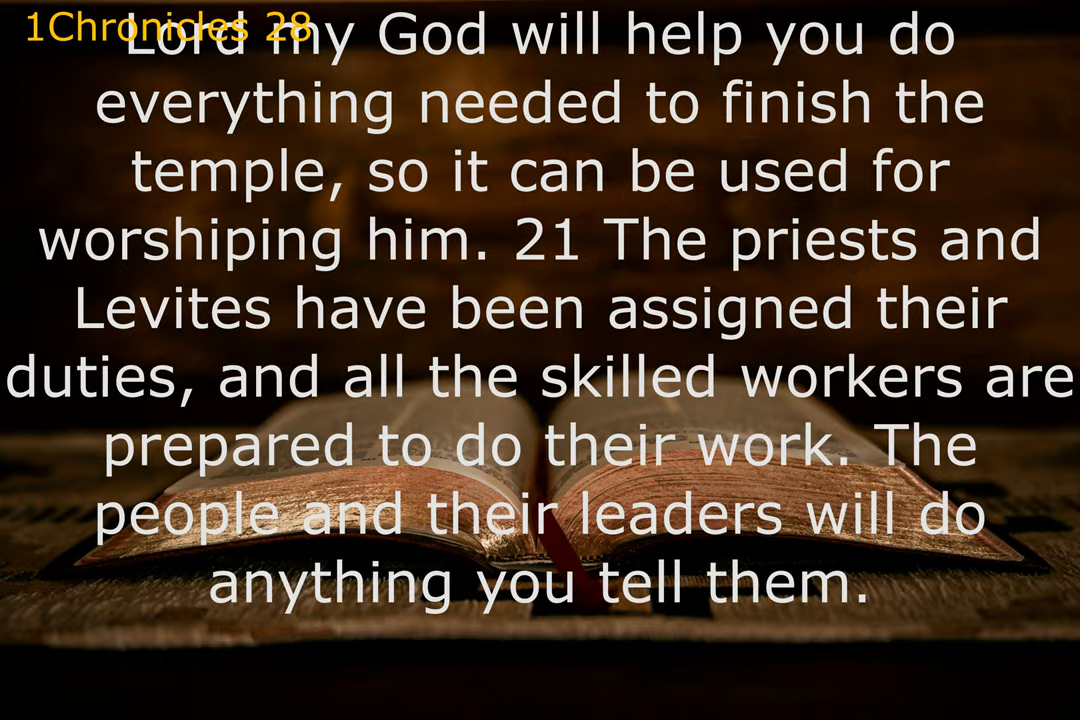 1Chronicles 28
Lord my God will help you do
everything needed to finish the
temple, so it can be used for
worshiping him. 21 The priests and
Levites have been assigned their
duties, and all the skilled workers are
prepared to do their work. The
people and their leaders will do
anything you tell them.